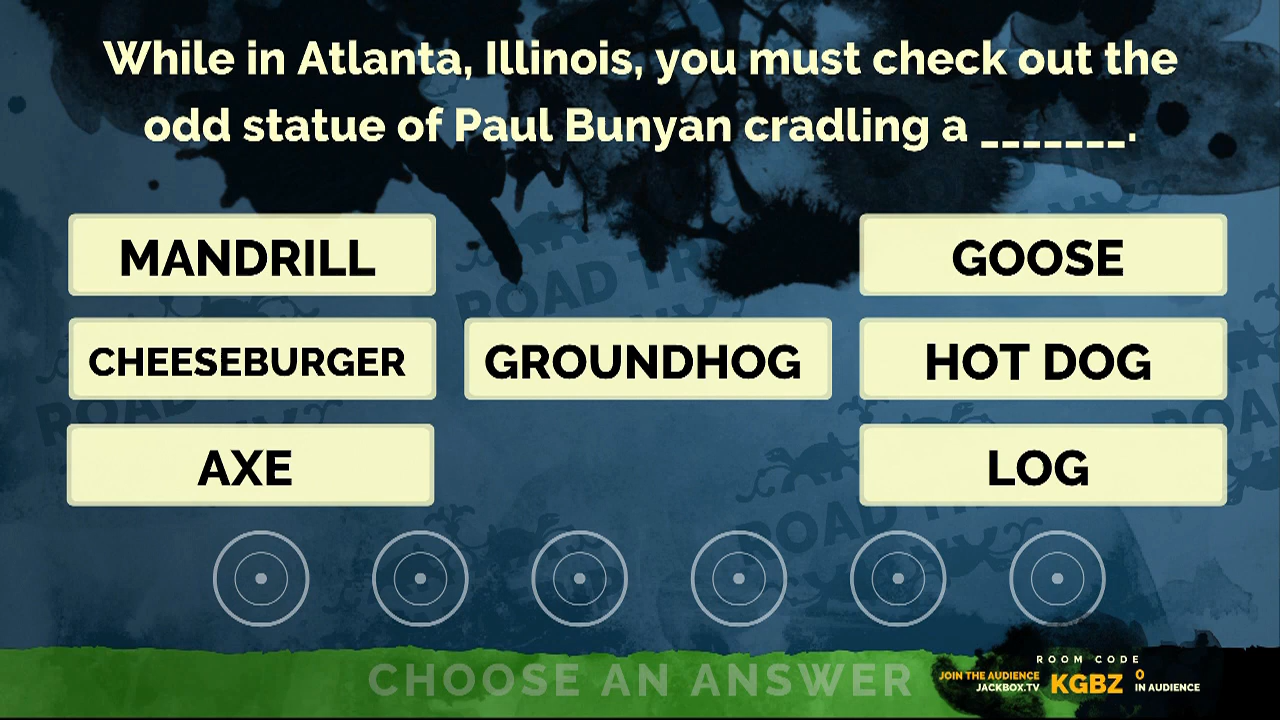 While in Atlanta, Illinois, you must check out the
odd statue of Paul Bunyan cradling a _______.
MANDRILL
GOOSE
CHEESEBURGER
GROUNDHOG
HOT DOG
AXE
LOG
CHOOSE AN ANSWER
ROOM CODE
JOIN THE AUDIENCE
JACKBOX.TV
KGBZ
0
IN AUDIENCE